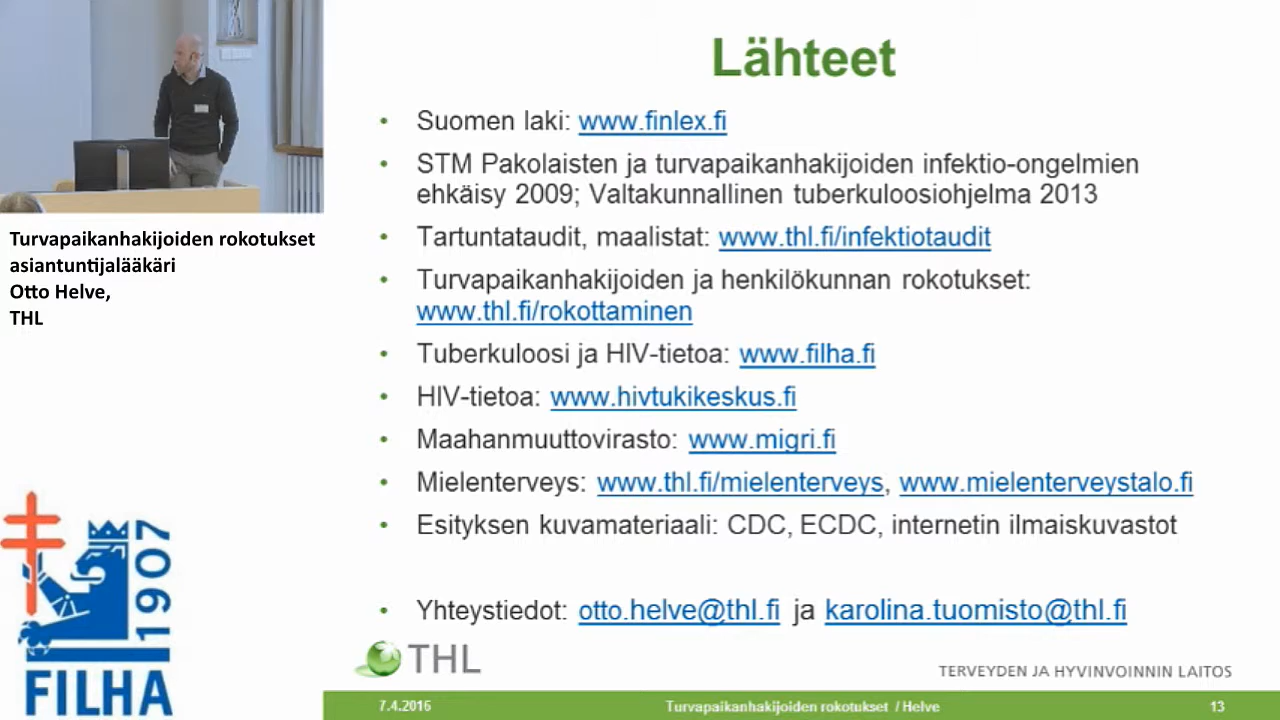 Lähteet
Suomen laki: www.finlex.fi
STM Pakolaisten ja turvapaikanhakijoiden infektio-ongelmien
ehkäisy 2009; Valtakunnallinen tuberkuloosiohjelma 2013
Tartuntataudit, maalistat: www.thl.fi/infektiotaudit
Turvapaikanhakijoiden ja henkilökunnan rokotukset:
www.thl.fi/rokottaminen
Tuberkuloosi ja HIV-tietoa: www.filha.fi
HIV-tietoa: www.hivtukikeskus.fi
Maahanmuuttovirasto: www.migri.fi
Mielenterveys: www.thl.fi/mielenterveys, www.mielenterveystalo.fi
Esityksen kuvamateriaali: CDC, ECDC, internetin ilmaiskuvastot
Yhteystiedot: otto.helve@thl.fi ja karolina.tuomisto@thl.fi
THL
TERVEYDEN JA HYVINVOINNIN LAITOS
7.4.2016
Turvapaikanhakijoiden rokotukset / Helve
13
Turvapaikanhakijoiden rokotukset
asiantuntijalääkäri
Otto Helve,
THL
1907
FILHA